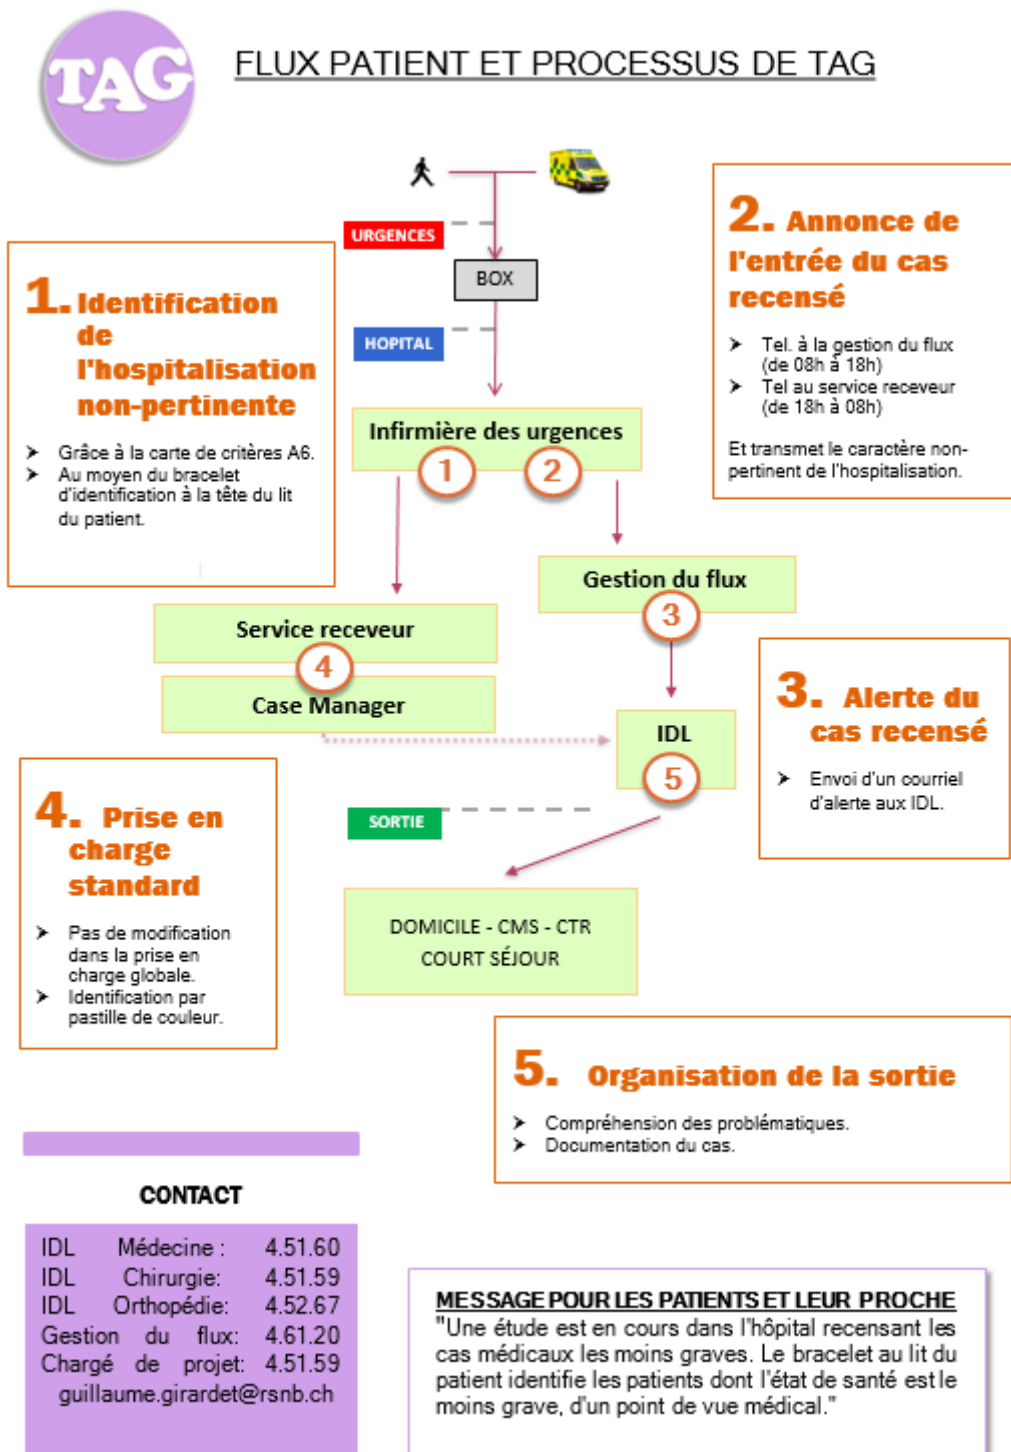 TAG
FLUX PATIENT ET PROCESSUS DE TAG
URGENCES
BOX
HOPITAL
1. Identification
de
l'hospitalisation
non-pertinente
➤ Grâce à la carte de critères A6.
➤ Au moyen du bracelet
d'identification à la tête du lit
du patient.
2. Annonce de
l'entrée du cas
recensé
➤ Tel. à la gestion du flux
(de 08h à 18h)
➤ Tel au service receveur
(de 18h à 08h)
Et transmet le caractère non-
pertinent de l'hospitalisation.
Infirmière des urgences
1 2
Gestion du flux
3
Service receveur
4
Case Manager
IDL
5
3. Alerte du
cas recensé
➤ Envoi d'un courriel
d'alerte aux IDL.
4. Prise en
charge
standard
➤ Pas de modification
dans la prise en
charge globale.
➤ Identification par
pastille de couleur.
SORTIE
DOMICILE - CMS - CTR
COURT SÉJOUR
5. Organisation de la sortie
➤ Compréhension des problématiques.
➤ Documentation du cas.
CONTACT
IDL Médecine : 4.51.60
IDL Chirurgie: 4.51.59
IDL Orthopédie: 4.52.67
Gestion du flux: 4.61.20
Chargé de projet: 4.51.59
guillaume.girardet@rsnb.ch
MESSAGE POUR LES PATIENTS ET LEUR PROCHE
"Une étude est en cours dans l'hôpital recensant les
cas médicaux les moins graves. Le bracelet au lit du
patient identifie les patients dont l'état de santé est le
moins grave, d'un point de vue médical."